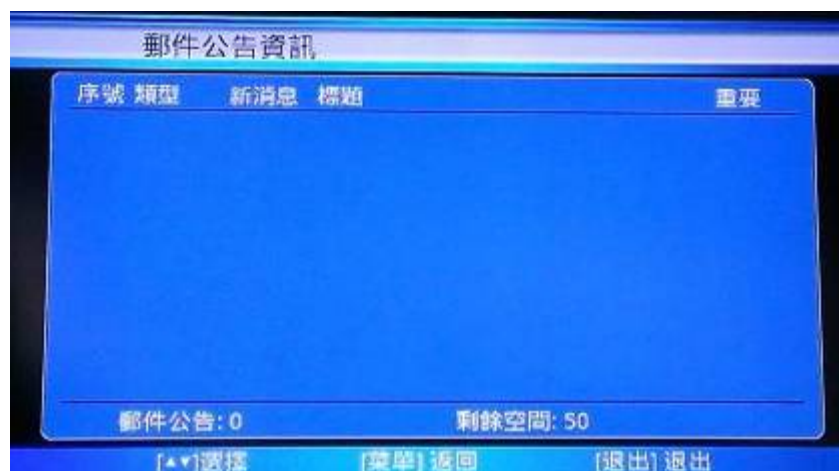 郵件公告資訊
序號 類型 新消息 標題 重要
郵件公告: 0 剩餘空間: 50
[▲▼]選擇 [菜單] 返回 [退出] 退出